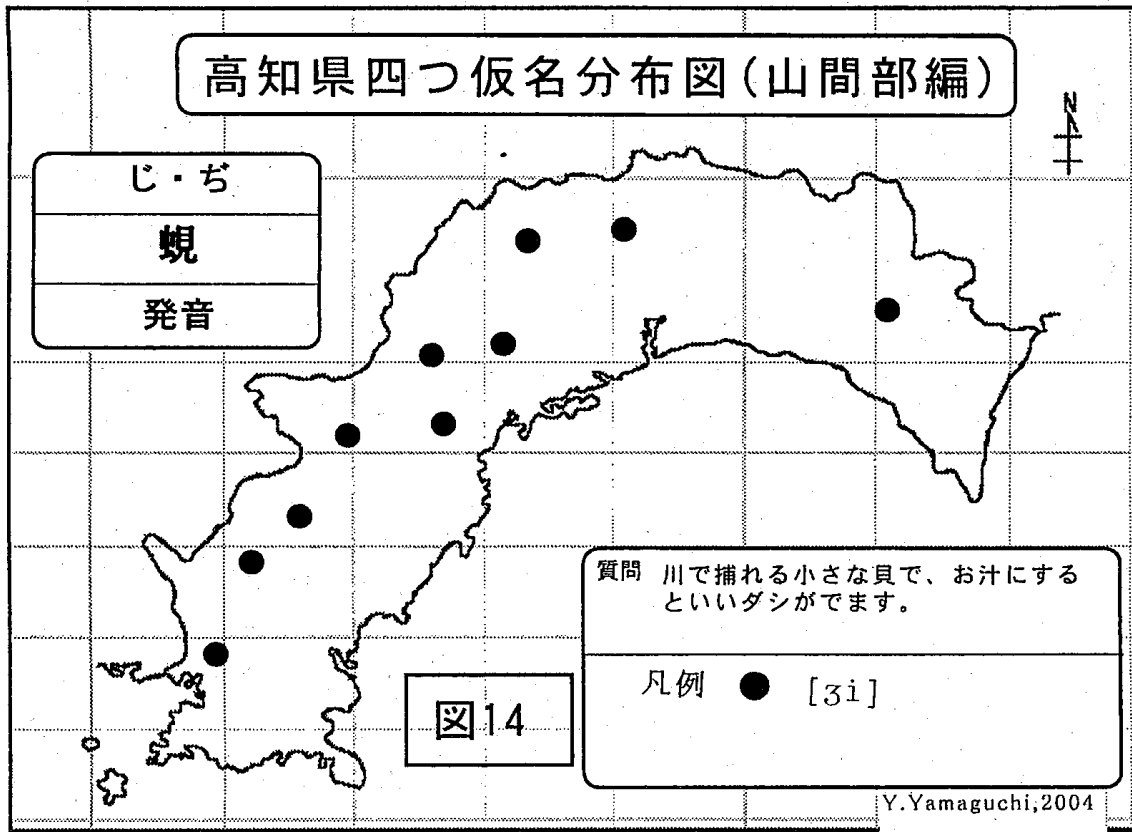 高知県四つ仮名分布図(山間部編)
N
じ・ぢ
蜆
発音
質問 川で捕れる小さな貝で、お汁にする
といいダシがでます。
凡例 ● [ʒi]
図14
Y.Yamaguchi,2004